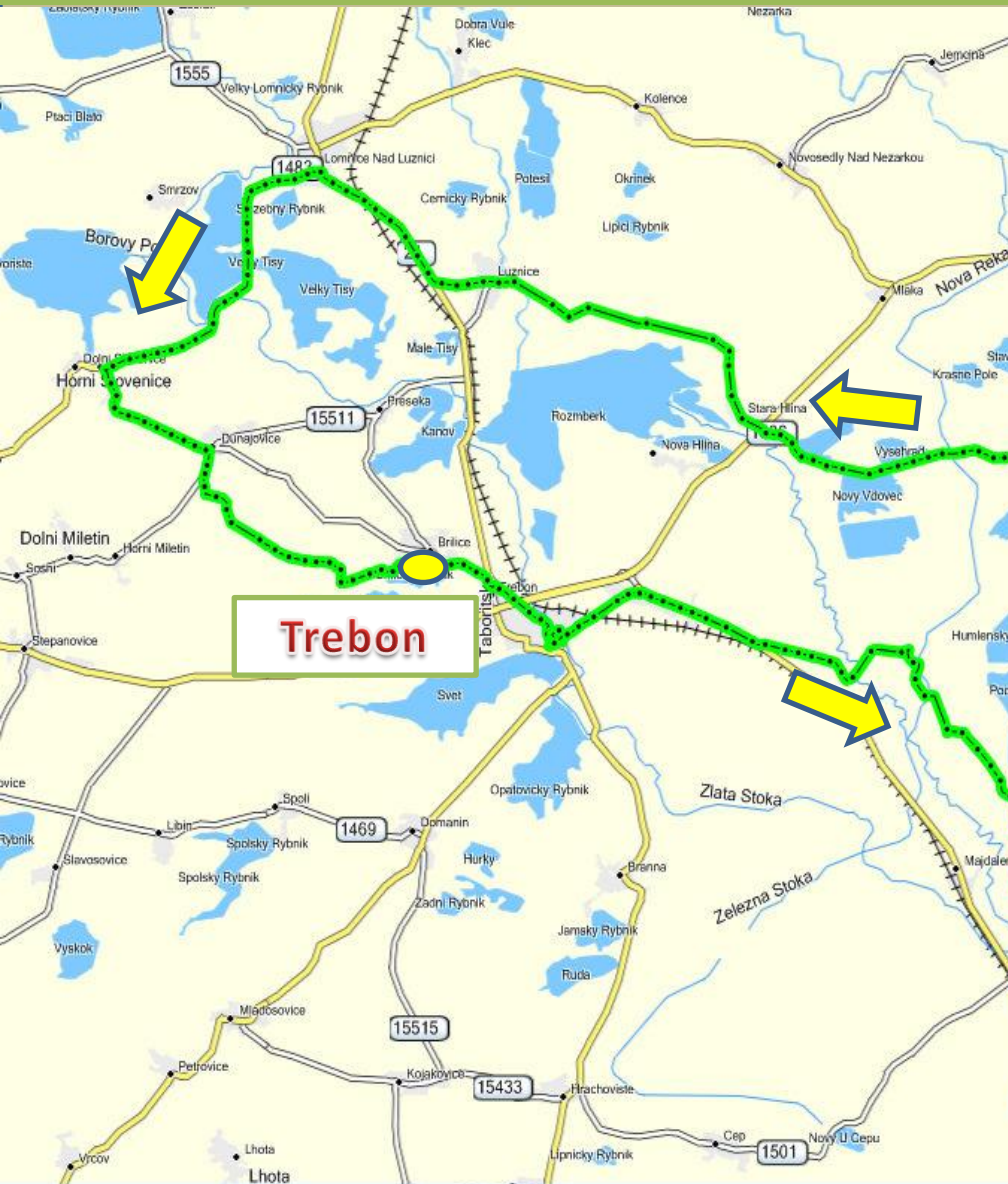 Nezarka
Dobra Vule
Klec
Jemcina
1555
Velky Lomnicky Rybnik
Kolence
Ptaci Blato
Lomnice Nad Luznici
Novosedly Nad Nezarkou
Smrzov
Potesil
Okrinek
Cernicky Rybnik
Rybnik
Lipici Rybnik
Borovy
Luznice
Velky Tisy
Mlaka
Nova Reka
Male Tisy
Krasne Pole
Horni
Preseka
15511
Stara Hlina
Rozmberk
Kanov
Dunajovice
Nova Hlina
Vysehrad
Novy Vdovec
Dolni Miletin
Horni Miletin
Brilice
Sosni
Trebon
Stepanovice
Svet
Opatovicky Rybnik
Zlata Stoka
Spoli
Libin
1469
Domanin
Rybnik
Spolsky Rybnik
Slavosovice
Hurky
Branna
Spolsky Rybnik
Zelezna Stoka
Zadni Rybnik
Jamsky Rybnik
Vyskok
Ruda
Mladosovice
15515
Petrovice
Kojakovice
15433
Hrachoviste
Cep
Novy U Cepu
1501
Lhota
Lipnicky Rybnik
Vrcov
Lhota